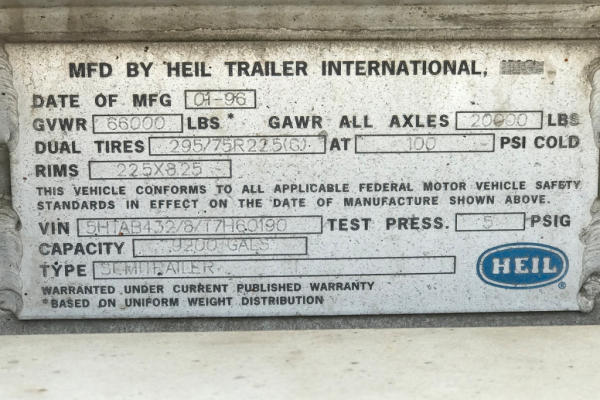 MFD BY HEIL TRAILER INTERNATIONAL,
DATE OF MFG 01-96
GVWR 66000 LBS* GAWR ALL AXLES 20000 LBS
DUAL TIRES 295/75R22.5(G) AT 100 PSI COLD
RIMS 22.5X8.25
THIS VEHICLE CONFORMS TO ALL APPLICABLE FEDERAL MOTOR VEHICLE SAFETY
STANDARDS IN EFFECT ON THE DATE OF MANUFACTURE SHOWN ABOVE.
VIN TEST PRESS. 5 PSIG
CAPACITY 9200 GALS
TYPE SEMITRAILER
HEIL
®
WARRANTED UNDER CURRENT PUBLISHED WARRANTY
*BASED ON UNIFORM WEIGHT DISTRIBUTION